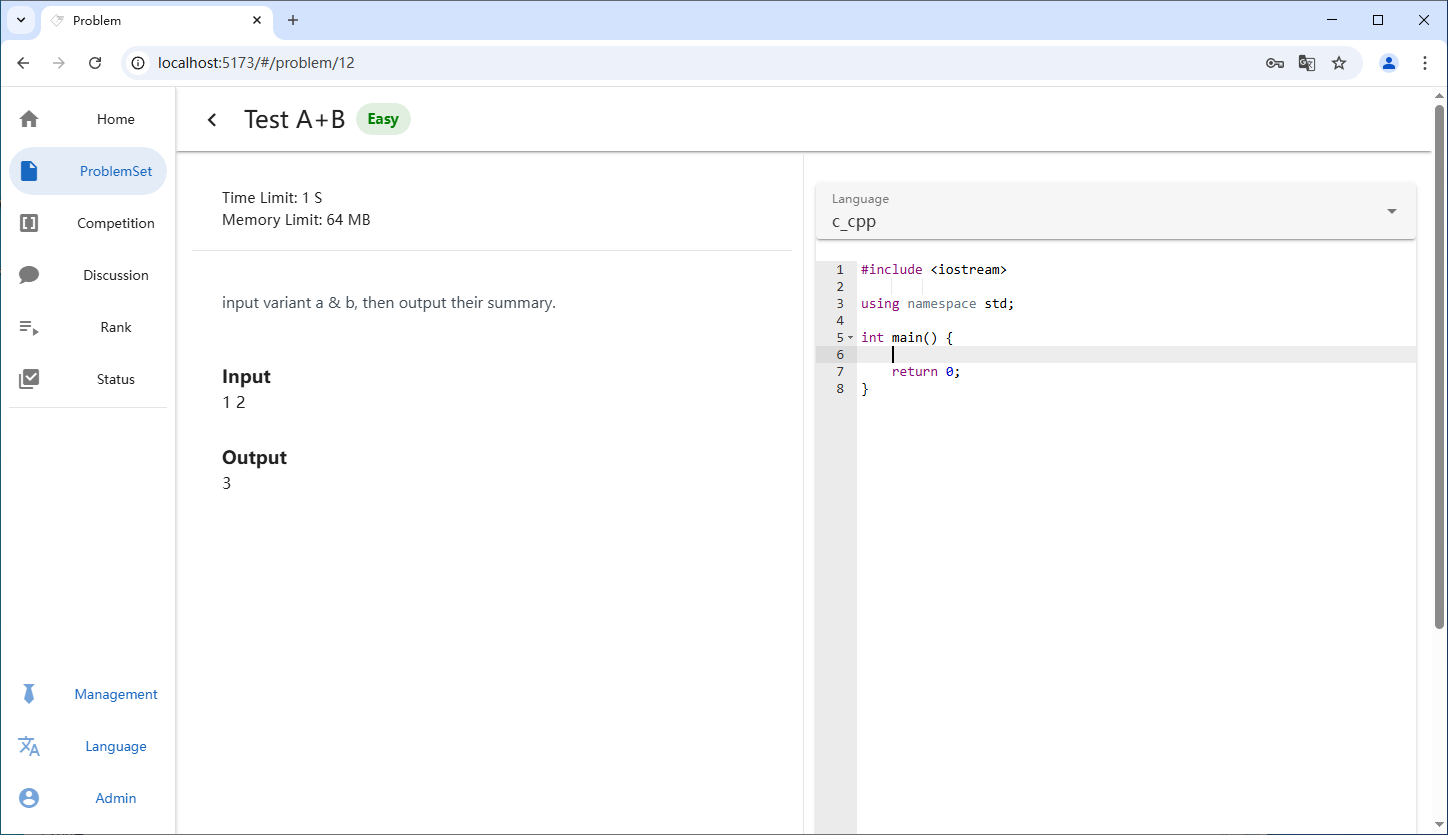 Problem
localhost:5173/#/problem/12
Home
ProblemSet
Competition
Discussion
Rank
Status
Management
Language
Admin
Test A+B Easy
Time Limit: 1 S
Memory Limit: 64 MB
input variant a & b, then output their summary.
Input
1 2
Output
3
Language
c_cpp
1 #include <iostream>
2
3 using namespace std;
4
5 int main() {
6
7 return 0;
8 }